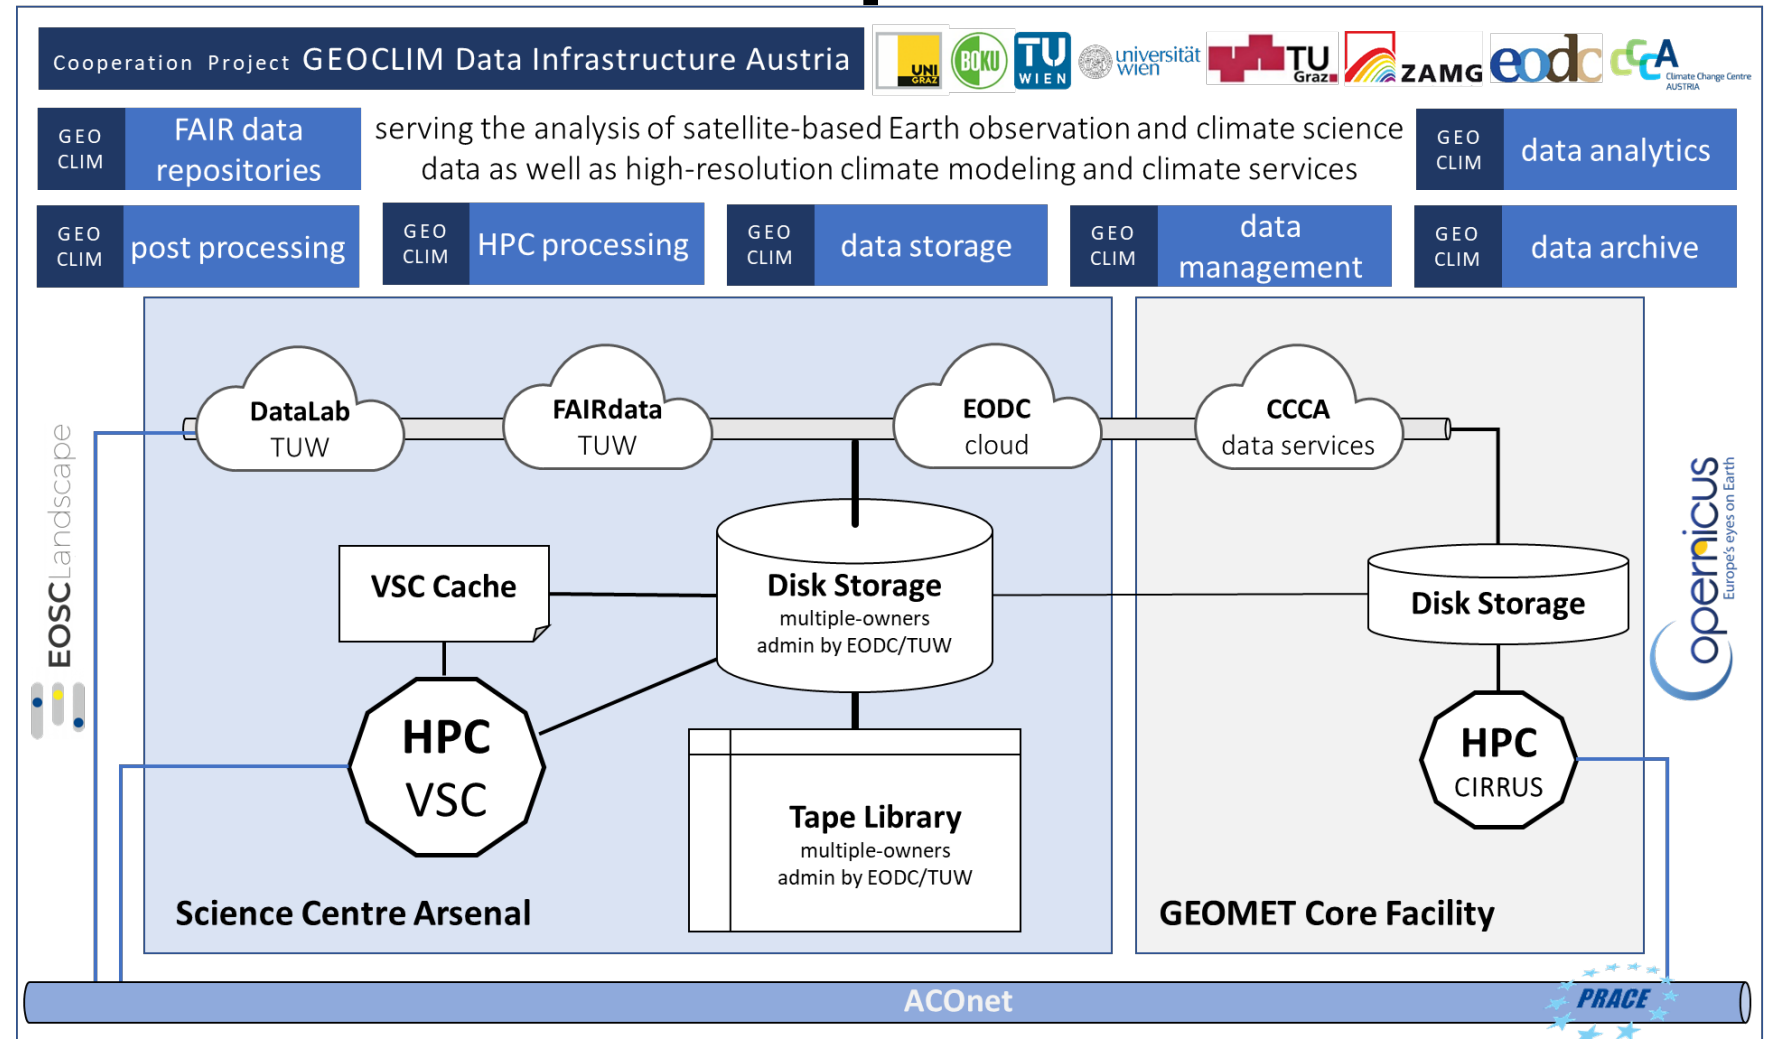 Cooperation Project GEOCLIM Data Infrastructure Austria
UNI
GRAZ
BOKU
TU
WIEN
universität
wien
TU
Graz
ZAMG
eodc
CCCA
Climate Change Centre
AUSTRIA
GEO
CLIM
FAIR data
repositories
serving the analysis of satellite-based Earth observation and climate science
data as well as high-resolution climate modeling and climate services
GEO
CLIM
data analytics
GEO
CLIM
post processing
GEO
CLIM
HPC processing
GEO
CLIM
data storage
GEO
CLIM
data
management
GEO
CLIM
data archive
DataLab
TUW
FAIRdata
TUW
EODC
cloud
CCCA
data services
EOSCLandscape
VSC Cache
Disk Storage
multiple-owners
admin by EODC/TUW
Disk Storage
opernicus
Europe's eyes on Earth
HPC
VSC
HPC
CIRRUS
Tape Library
multiple-owners
admin by EODC/TUW
Science Centre Arsenal
GEOMET Core Facility
ACOnet
PRACE